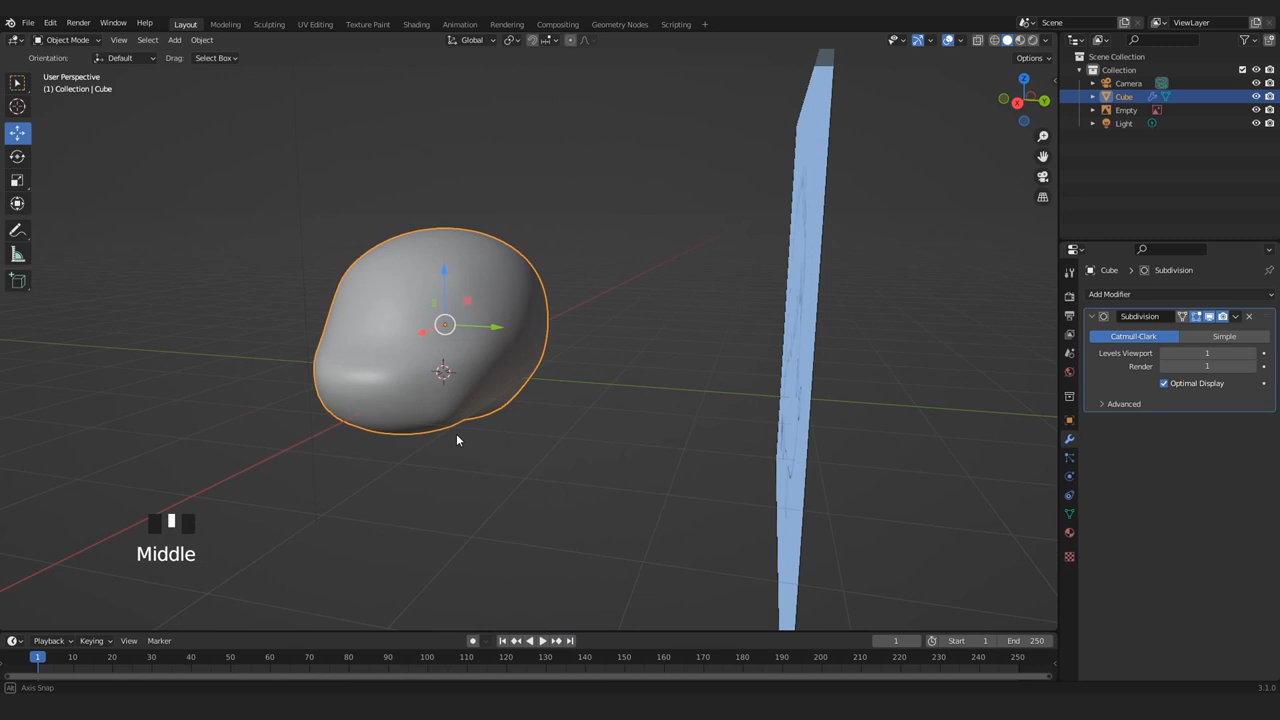 File Edit Render Window Help Layout Modeling Sculpting UV Editing Texture Paint Shading Animation Rendering Compositing Geometry Nodes Scripting + Scene ViewLayer
Object Mode View Select Add Object Global
Orientation: Default Drag: Select Box Options
User Perspective
(1) Collection | Cube
Z
X
Y
Middle
Scene Collection
Collection
Camera
Cube
Empty
Light
Cube Subdivision
Add Modifier
Subdivision
Catmull-Clark Simple
Levels Viewport 1
Render 1
Optimal Display
Advanced
Playback Keying View Marker 1 Start 1 End 250
1 10 20 30 40 50 60 70 80 90 100 110 120 130 140 150 160 170 180 190 200 210 220 230 240 250
Alt Axis Snap 3.1.0